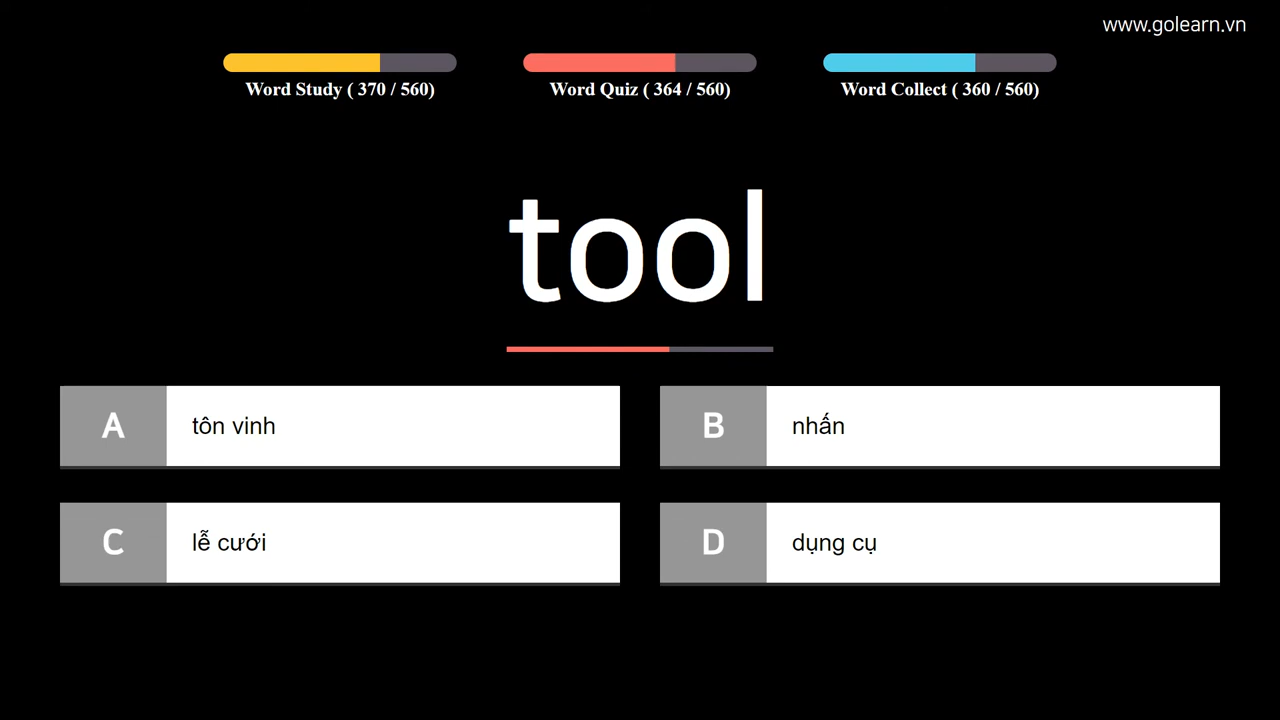 www.golearn.vn
Word Study ( 370 / 560)
Word Quiz ( 364 / 560)
Word Collect ( 360 / 560)
tool
A tôn vinh
B nhấn
C lễ cưới
D dụng cụ